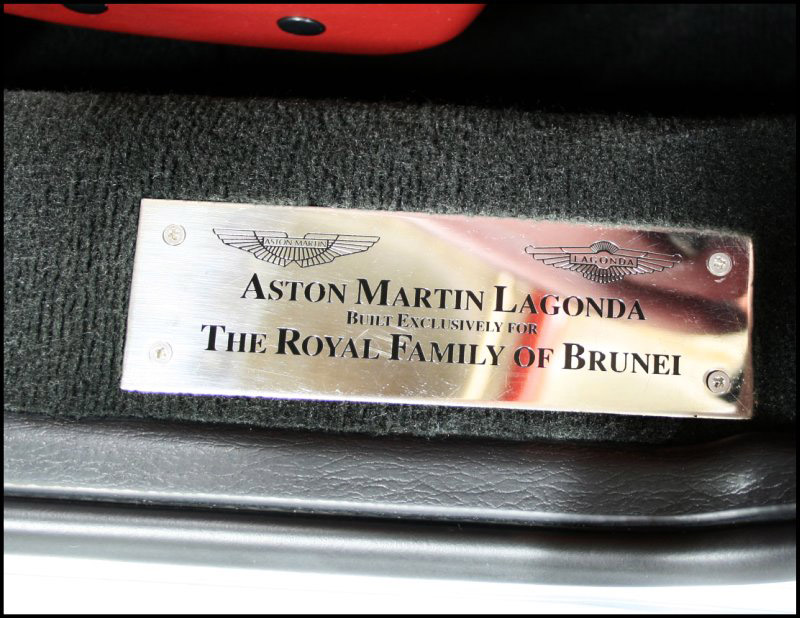 ASTON MARTIN
LAGONDA
ASTON MARTIN LAGONDA
BUILT EXCLUSIVELY FOR
THE ROYAL FAMILY OF BRUNEI